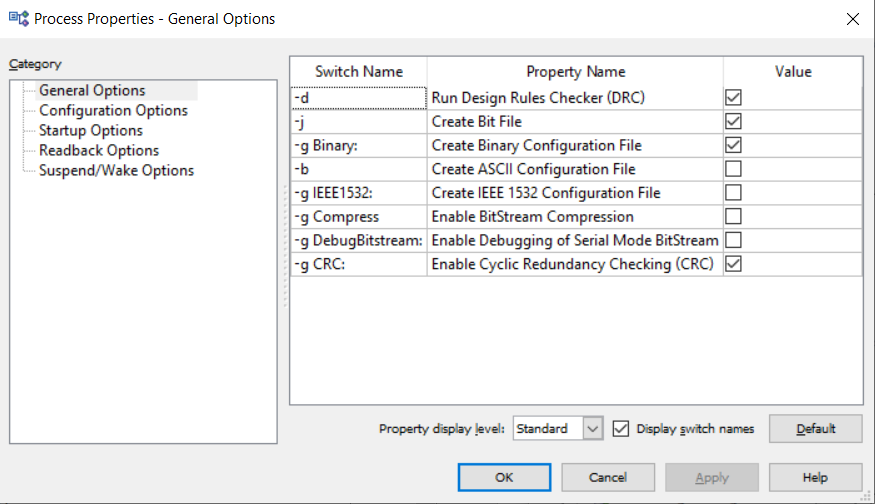 Process Properties - General Options
Category
General Options
Configuration Options
Startup Options
Readback Options
Suspend/Wake Options
Switch Name Property Name Value
-d Run Design Rules Checker (DRC)
-j Create Bit File
-g Binary: Create Binary Configuration File
-b Create ASCII Configuration File
-g IEEE1532: Create IEEE 1532 Configuration File
-g Compress Enable BitStream Compression
-g DebugBitstream: Enable Debugging of Serial Mode BitStream
-g CRC: Enable Cyclic Redundancy Checking (CRC)
Property display level: Standard Display switch names Default
OK Cancel Apply Help